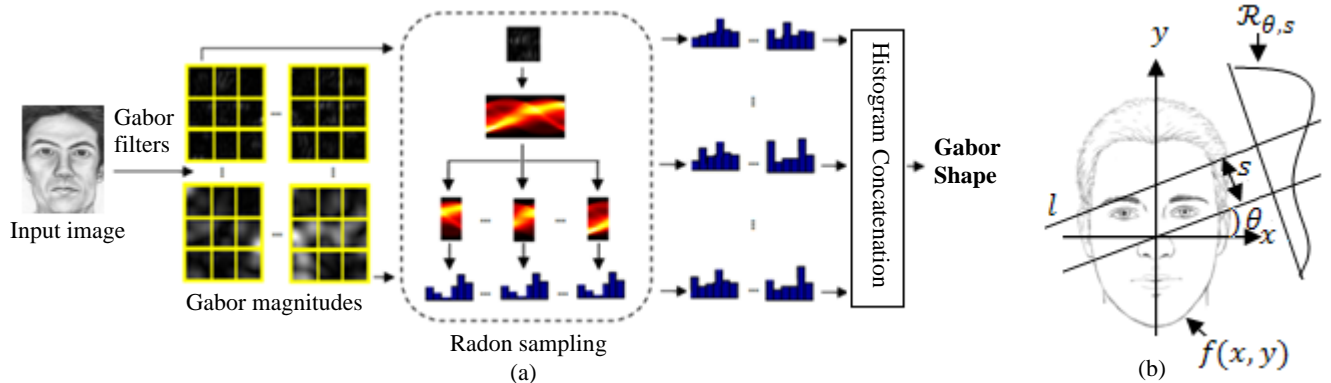 Input image
Gabor
filters
Gabor magnitudes
Radon sampling
(a)
Histogram Concatenation
Gabor
Shape
y
ℛθ,s
s
l
θ
x
f(x, y)
(b)